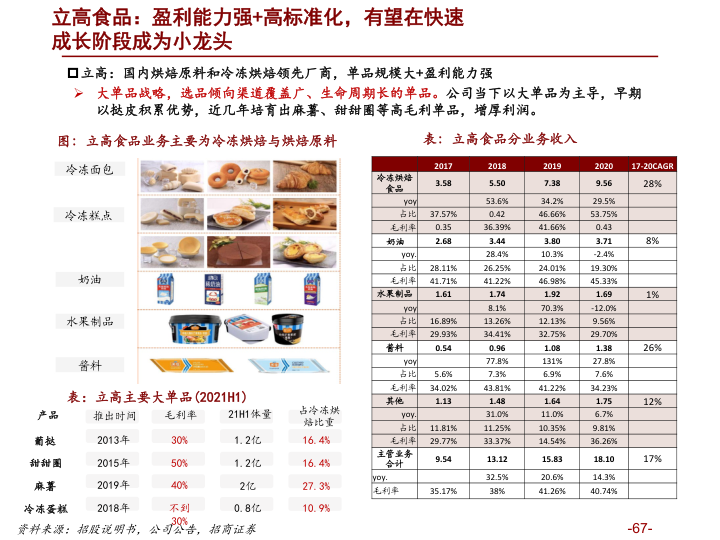 立高食品：盈利能力强+高标准化，有望在快速
成长阶段成为小龙头
立高：国内烘焙原料和冷冻烘焙领先厂商，单品规模大+盈利能力强
大单品战略，选品倾向渠道覆盖广、生命周期长的单品。公司当下以大单品为主导，早期
以挞皮积累优势，近几年培育出麻薯、甜甜圈等高毛利单品，增厚利润。
图：立高食品业务主要为冷冻烘焙与烘焙原料
冷冻面包
冷冻糕点
奶油
水果制品
酱料
表：立高主要大单品(2021H1)
产品 推出时间 毛利率 21H1体量 占冷冻烘焙比重
葡挞 2013年 30% 1.2亿 16.4%
甜甜圈 2015年 50% 1.2亿 16.4%
麻薯 2019年 40% 2亿 27.3%
冷冻蛋糕 2018年 不到30% 0.8亿 10.9%
表：立高食品分业务收入
2017 2018 2019 2020 17-20CAGR
冷冻烘焙食品 3.58 5.50 7.38 9.56 28%
yoy 53.6% 34.2% 29.5%
占比 37.57% 0.42 46.66% 53.75%
毛利率 0.35 36.39% 41.66% 0.43
奶油 2.68 3.44 3.80 3.71 8%
yoy. 28.4% 10.3% -2.4%
占比 28.11% 26.25% 24.01% 19.30%
毛利率 41.71% 41.22% 46.98% 45.33%
水果制品 1.61 1.74 1.92 1.69 1%
yoy 8.1% 70.3% -12.0%
占比 16.89% 13.26% 12.13% 9.56%
毛利率 29.93% 34.41% 32.75% 29.70%
酱料 0.54 0.96 1.08 1.38 26%
yoy 77.8% 131% 27.8%
占比 5.6% 7.3% 6.9% 7.6%
毛利率 34.02% 43.81% 41.22% 34.23%
其他 1.13 1.48 1.64 1.75 12%
yoy. 31.0% 11.0% 6.7%
占比 11.81% 11.25% 10.35% 9.81%
毛利率 29.77% 33.37% 14.54% 36.26%
主营业务合计 9.54 13.12 15.83 18.10 17%
yoy. 32.5% 20.6% 14.3%
毛利率 35.17% 38% 41.26% 40.74%
资料来源：招股说明书，公司公告，招商证券
-67-